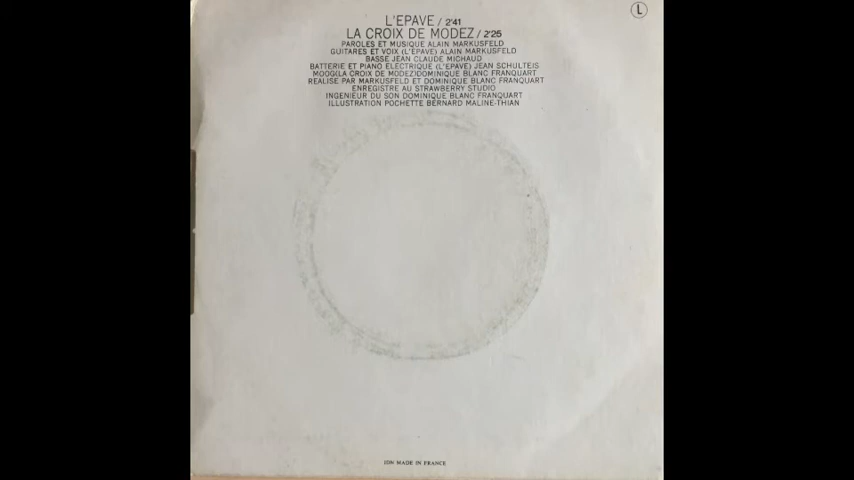 L
L'EPAVE / 2'41
LA CROIX DE MODEZ / 2'25
PAROLES ET MUSIQUE ALAIN MARKUSFELD
GUITARES ET VOIX (L'EPAVE) ALAIN MARKUSFELD
BASSE JEAN CLAUDE MICHAUD
BATTERIE ET PIANO ELECTRIQUE (L'EPAVE) JEAN SCHULTEIS
MOOG(LA CROIX DE MODEZ)DOMINIQUE BLANC FRANQUART
REALISE PAR MARKUSFELD ET DOMINIQUE BLANC FRANQUART
ENREGISTRE AU STRAWBERRY STUDIO
INGENIEUR DU SON DOMINIQUE BLANC FRANQUART
ILLUSTRATION POCHETTE BERNARD MALINE-THIAN
MADE IN FRANCE